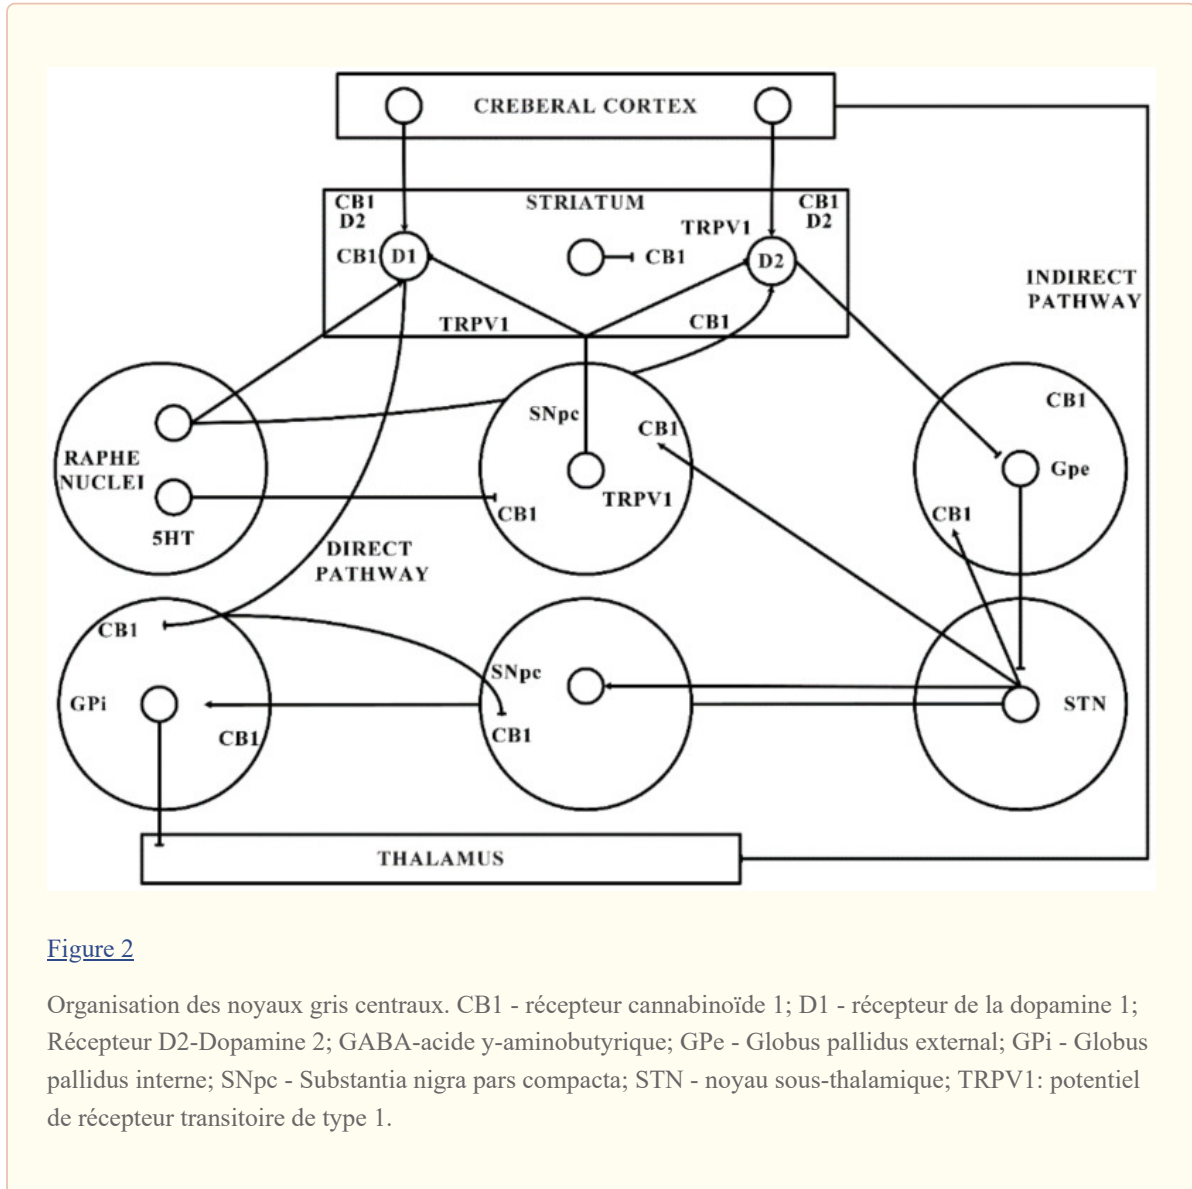 CREBERAL CORTEX
CB1
D2
STRIATUM
CB1
D2
TRPV1
CB1
D1
CB1
D2
TRPV1
CB1
INDIRECT
PATHWAY
RAPHE
NUCLEI
5HT
SNpc
CB1
TRPV1
CB1
CB1
Gpe
CB1
DIRECT
PATHWAY
CB1
GPi
CB1
SNpc
CB1
STN
THALAMUS
Figure 2
Organisation des noyaux gris centraux. CB1 - récepteur cannabinoïde 1; D1 - récepteur de la dopamine 1;
Récepteur D2-Dopamine 2; GABA-acide y-aminobutyrique; GPe - Globus pallidus external; GPi - Globus
pallidus interne; SNpc - Substantia nigra pars compacta; STN - noyau sous-thalamique; TRPV1: potentiel
de récepteur transitoire de type 1.